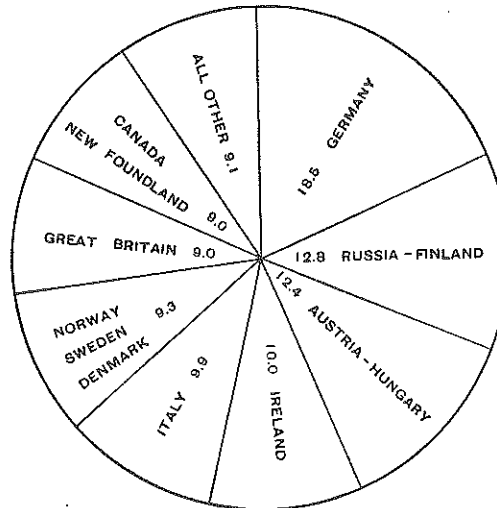 GERMANY 18.5
12.8 RUSSIA-FINLAND
12.4 AUSTRIA-HUNGARY
10.0 IRELAND
ITALY 9.9
NORWAY
SWEDEN 9.3
DENMARK
GREAT BRITAIN 9.0
CANADA
NEW FOUNDLAND 9.0
ALL OTHER 9.1